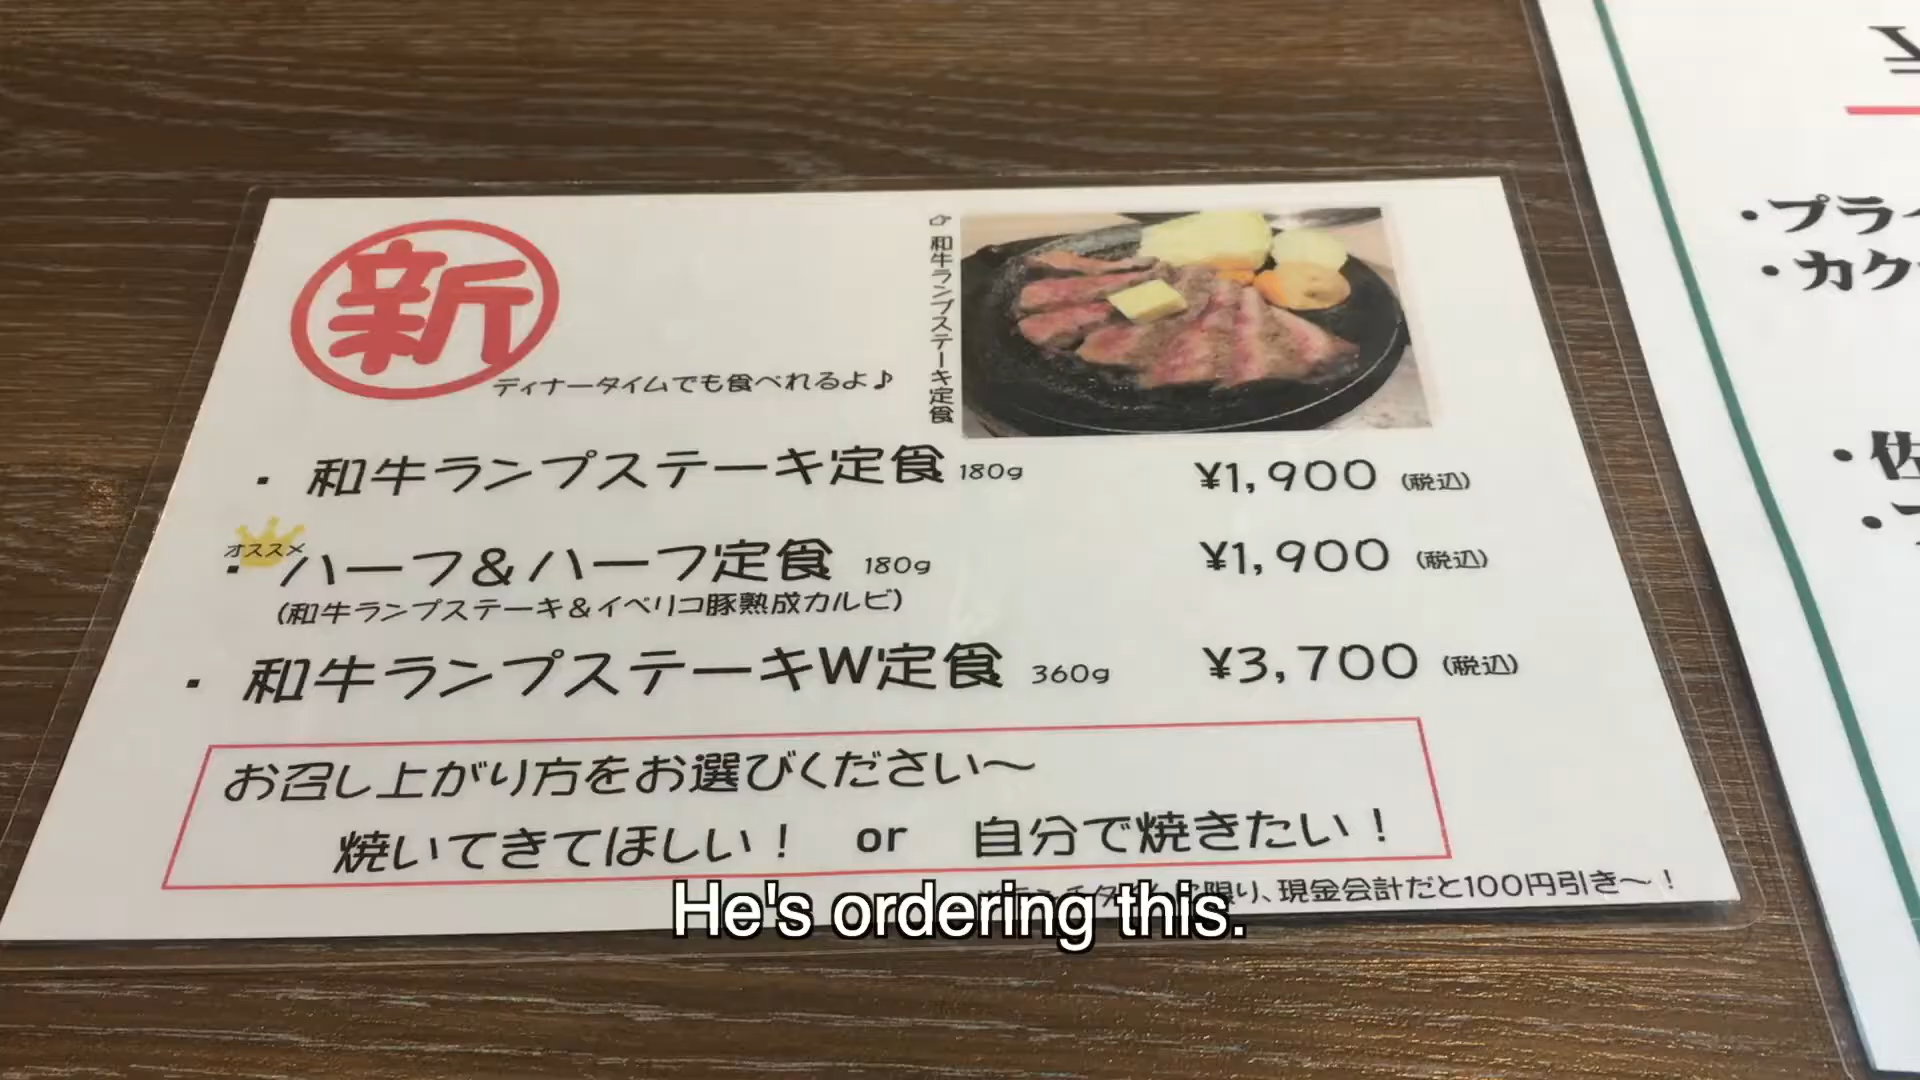 新
ディナータイムでも食べれるよ♪
☞ 和牛ランプステーキ定食
・ 和牛ランプステーキ定食 180g ¥1,900 (税込)
オススメ
・ ハーフ&ハーフ定食 180g ¥1,900 (税込)
(和牛ランプステーキ&イベリコ豚熟成カルビ)
・ 和牛ランプステーキW定食 360g ¥3,700 (税込)
お召し上がり方をお選びください〜
焼いてきてほしい! or 自分で焼きたい!
限り、現金会計だと100円引き〜!
He's ordering this.
¥
・プライ
・カク
・佐